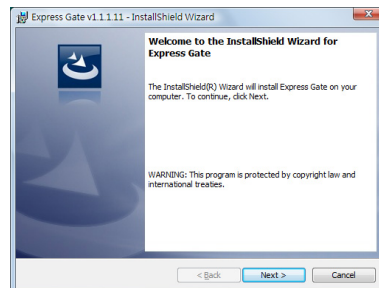 Express Gate v1.1.1.11 - InstallShield Wizard
Welcome to the InstallShield Wizard for
Express Gate
The InstallShield(R) Wizard will install Express Gate on your
computer. To continue, click Next.
WARNING: This program is protected by copyright law and
international treaties.
< Back
Next >
Cancel